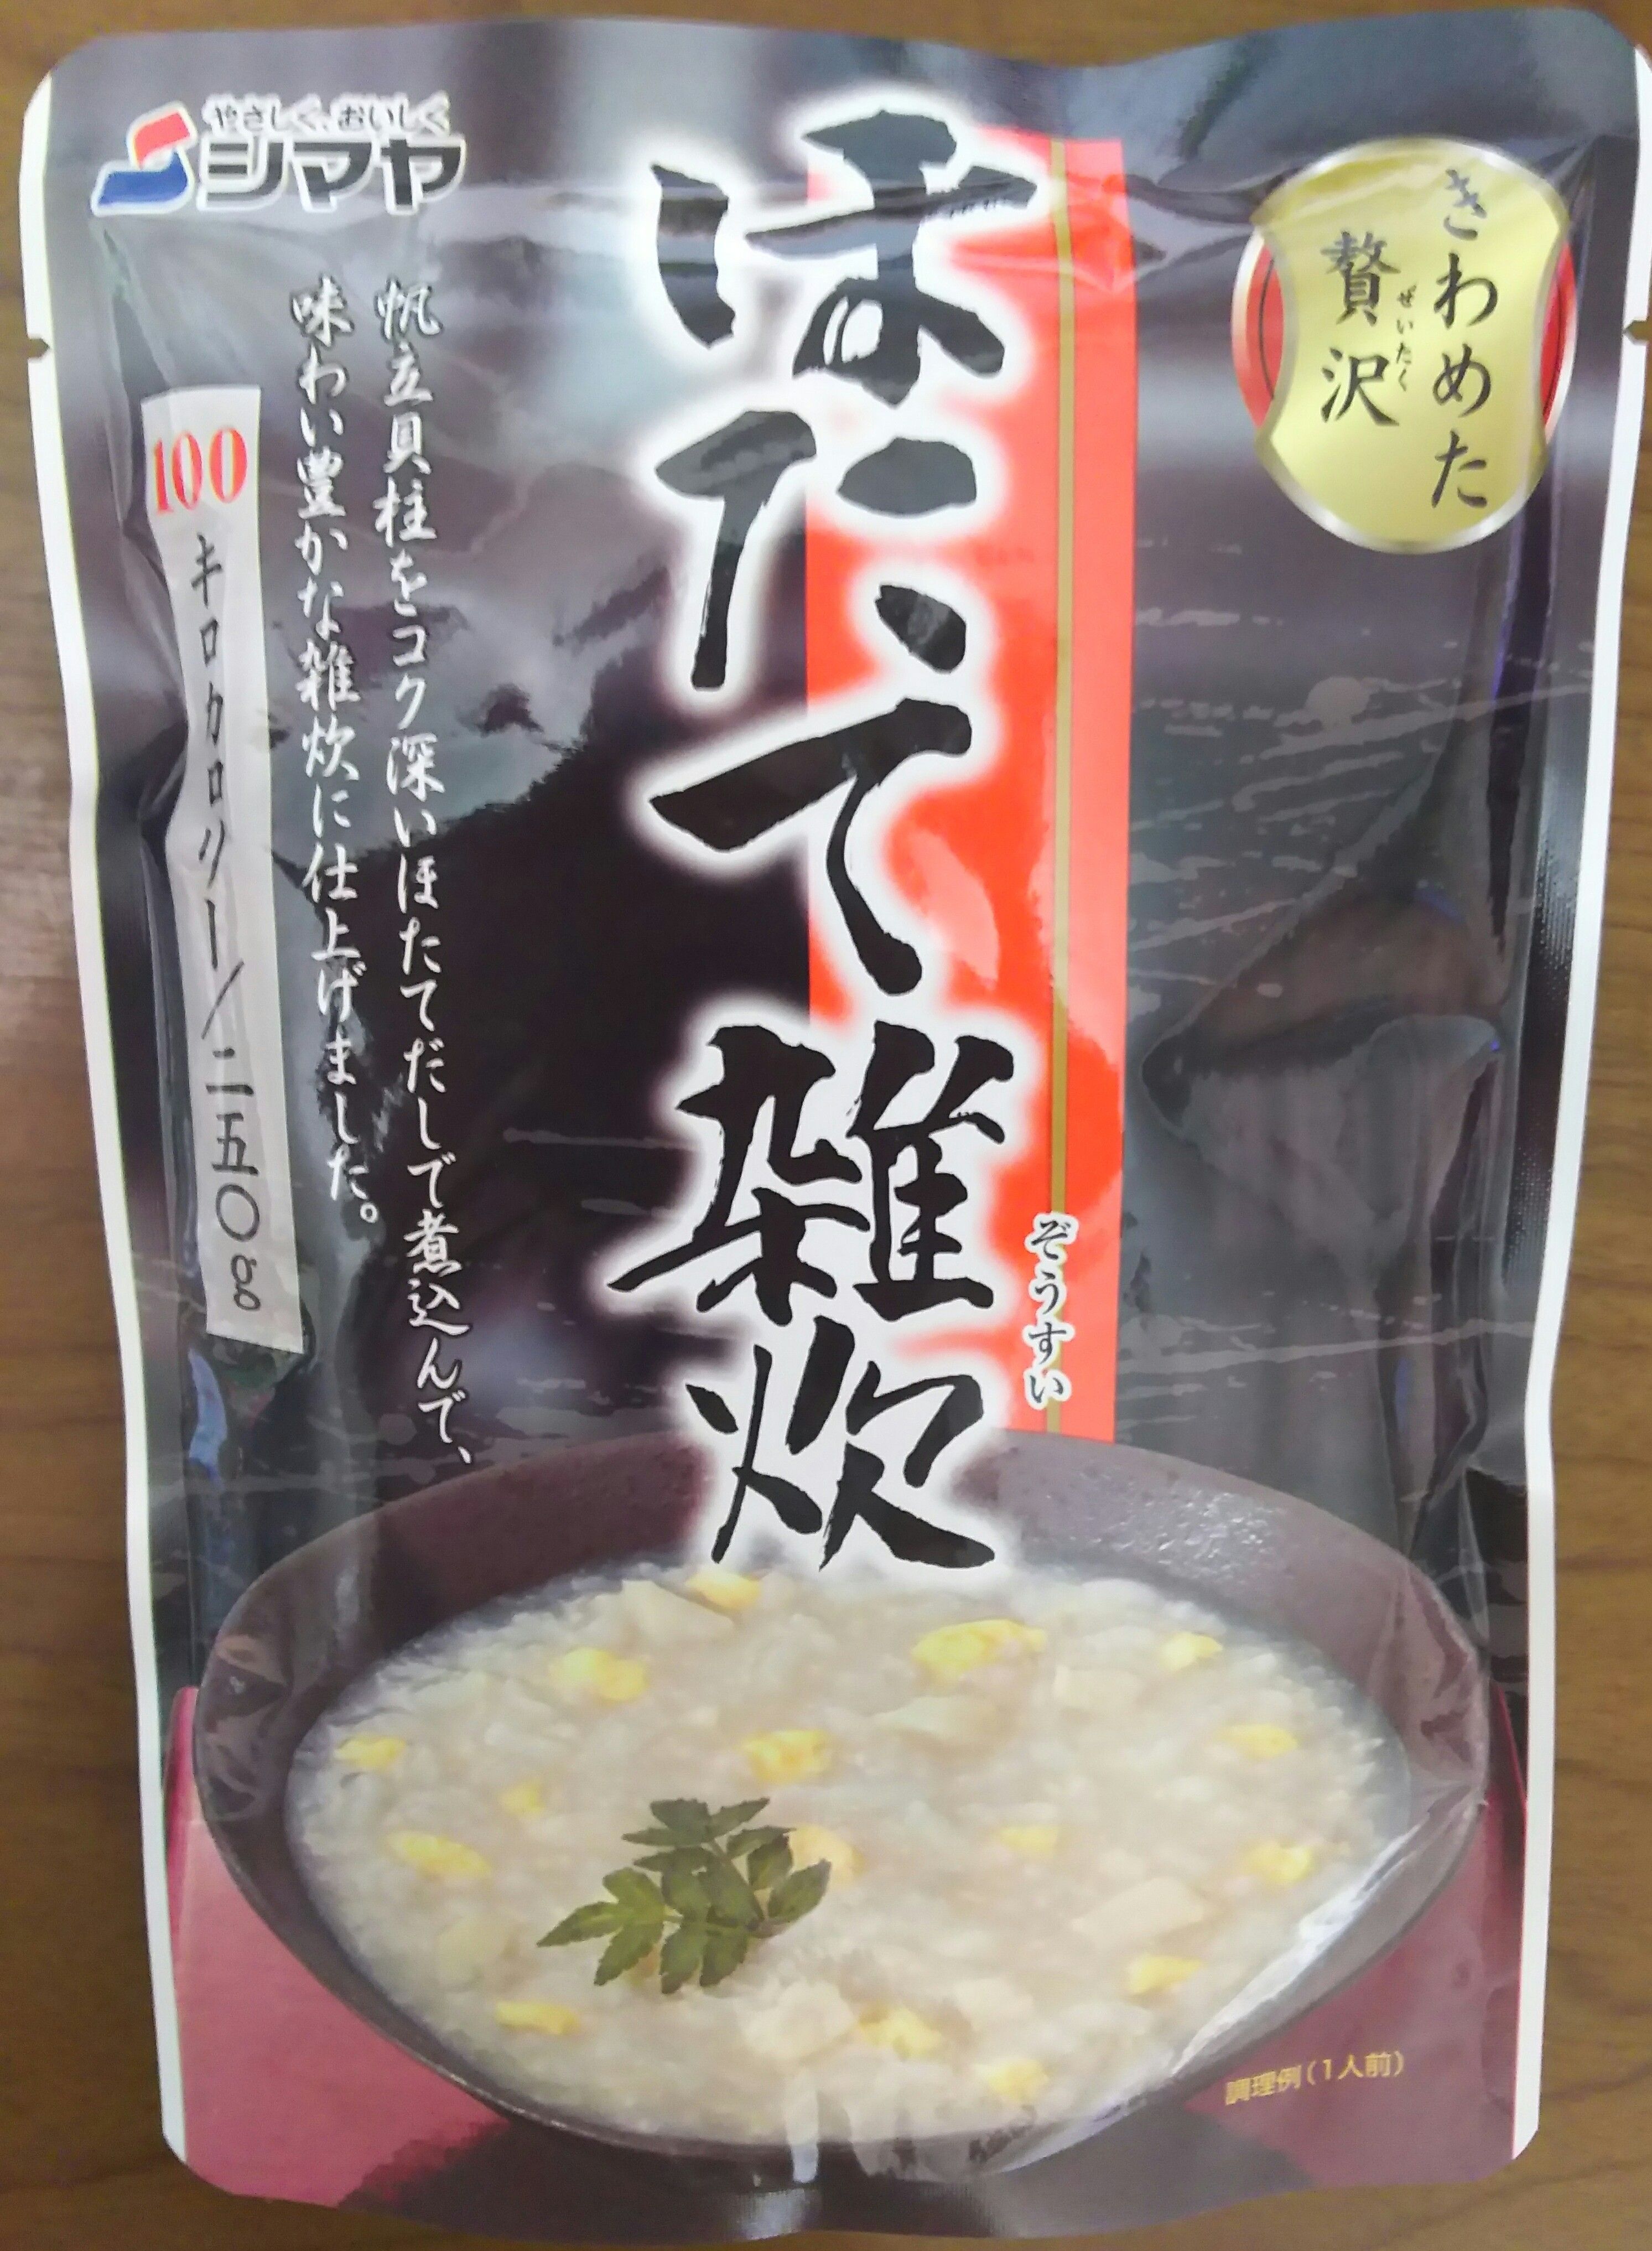 やさしく、おいしく
シマヤ
きわめた
贅沢
ぜいたく
ほたて雑炊
ぞうすい
帆立貝柱をコク深いほたてだしで煮込んで、
味わい豊かな雑炊に仕上げました。
100キロカロリー/二五〇g
調理例(1人前)